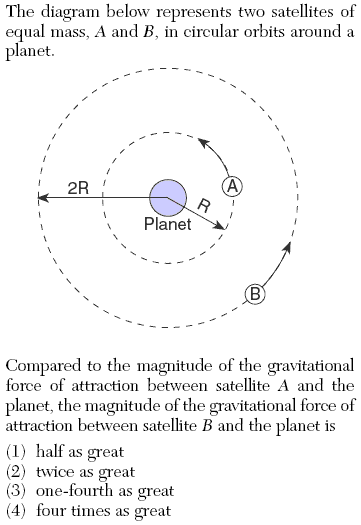 The diagram below represents two satellites of
equal mass, A and B, in circular orbits around a
planet.
2R
A
R
Planet
B
Compared to the magnitude of the gravitational
force of attraction between satellite A and the
planet, the magnitude of the gravitational force of
attraction between satellite B and the planet is
(1) half as great
(2) twice as great
(3) one-fourth as great
(4) four times as great